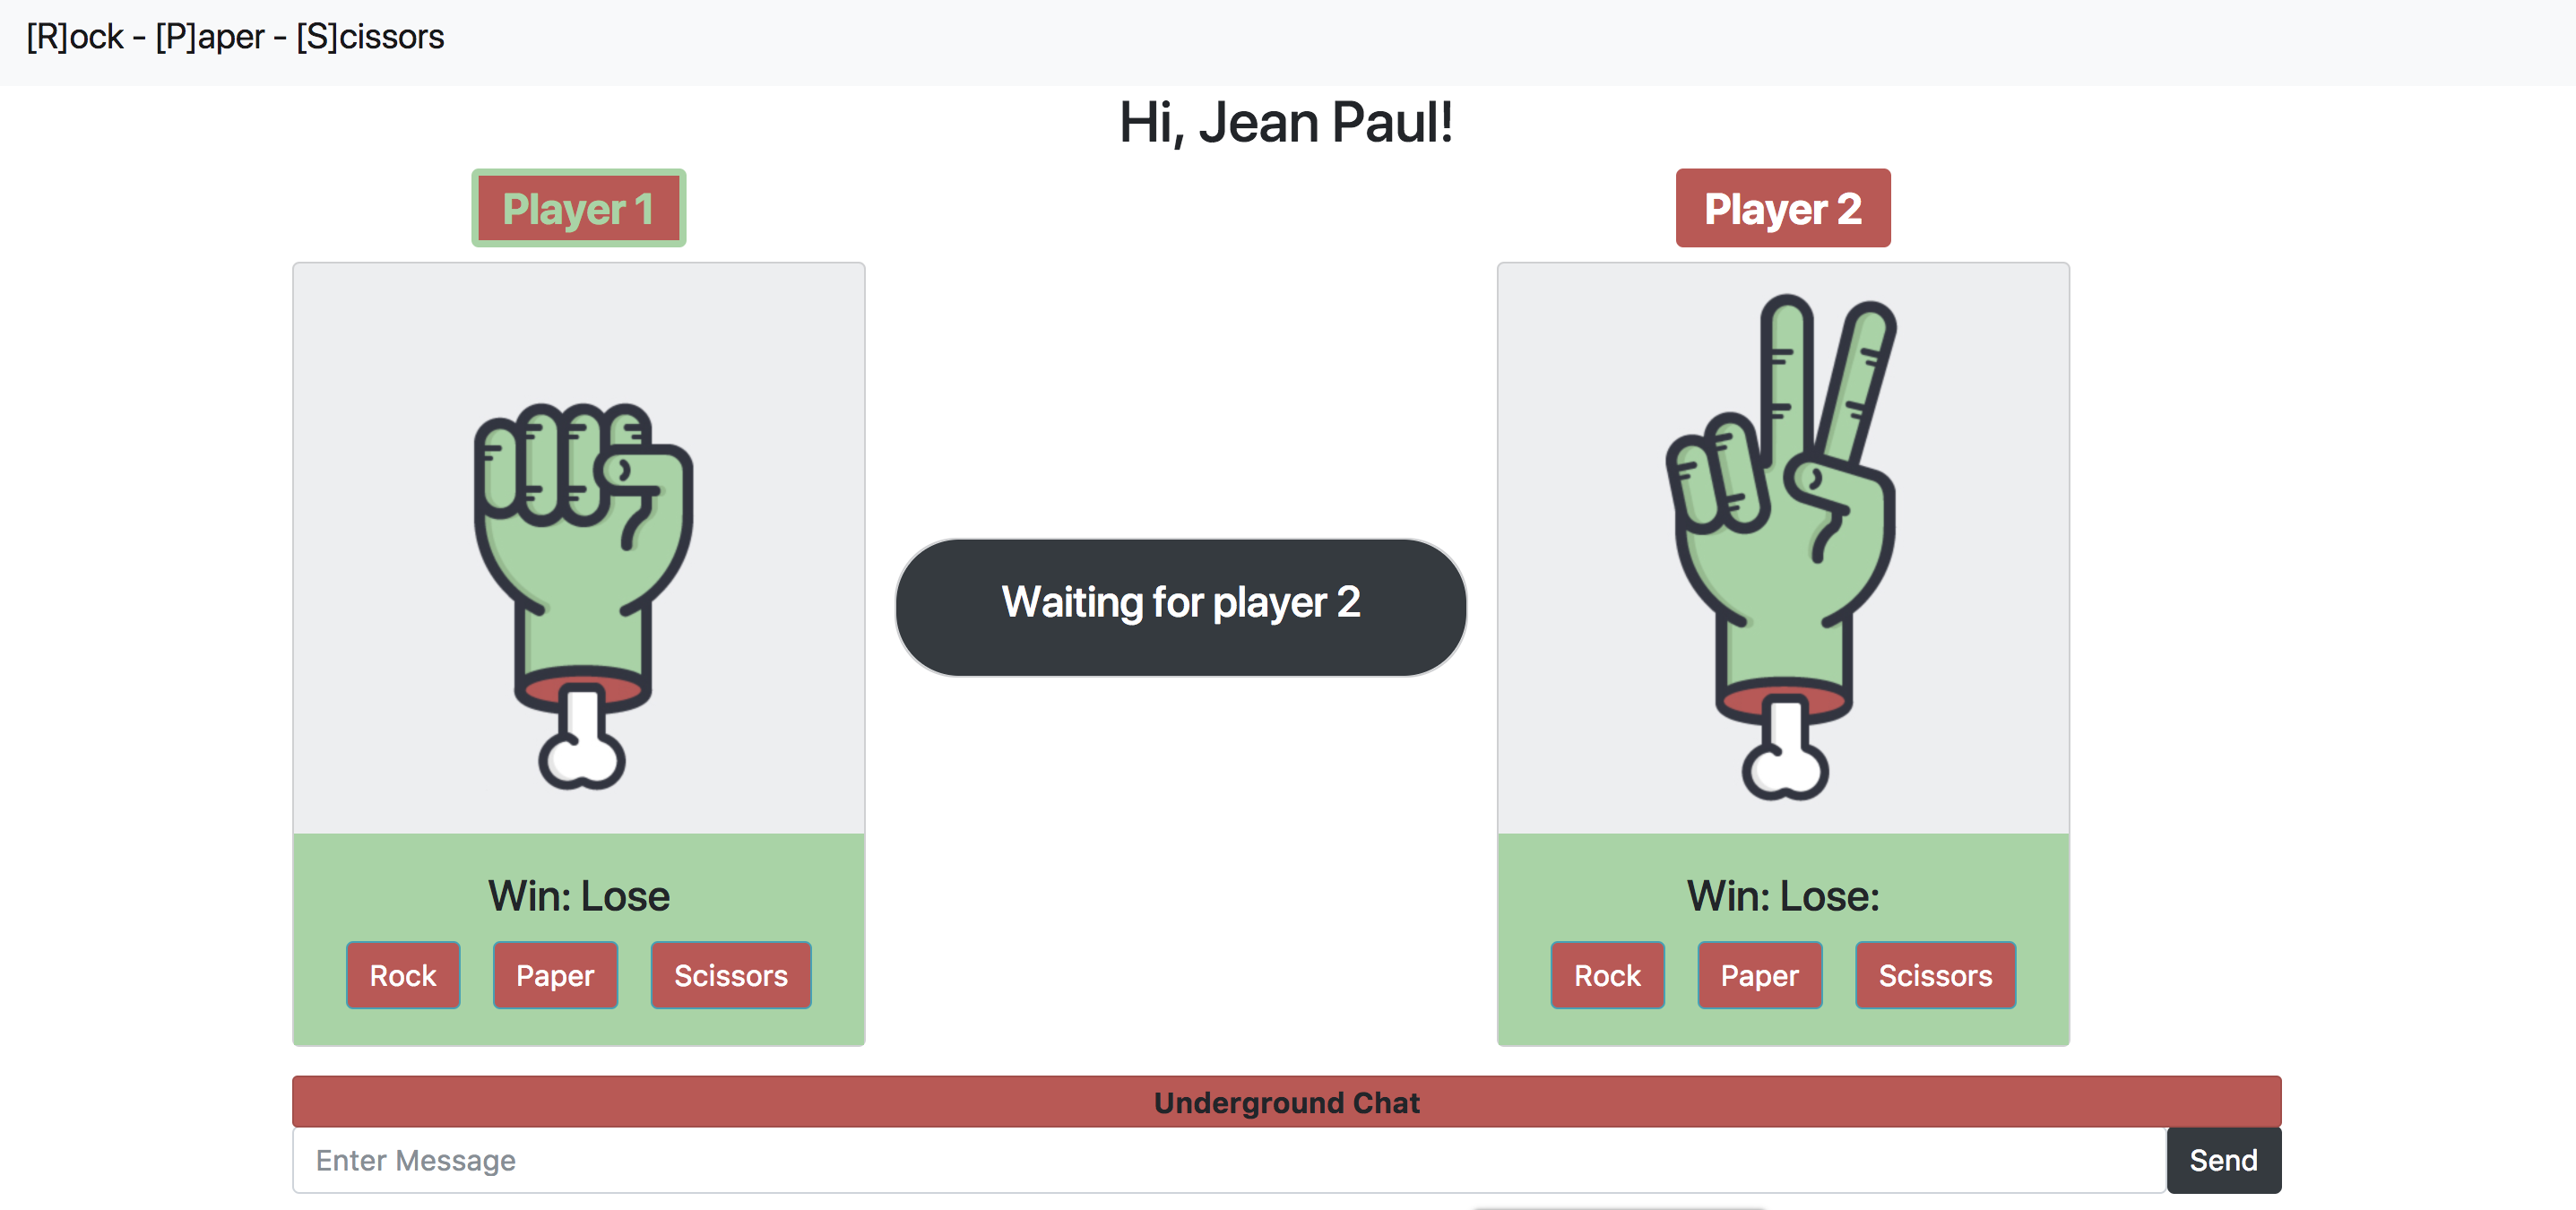 [R]ock - [P]aper - [S]cissors
Hi, Jean Paul!
Player 1
Player 2
Waiting for player 2
Win: Lose
Rock Paper Scissors
Win: Lose:
Rock Paper Scissors
Underground Chat
Enter Message
Send